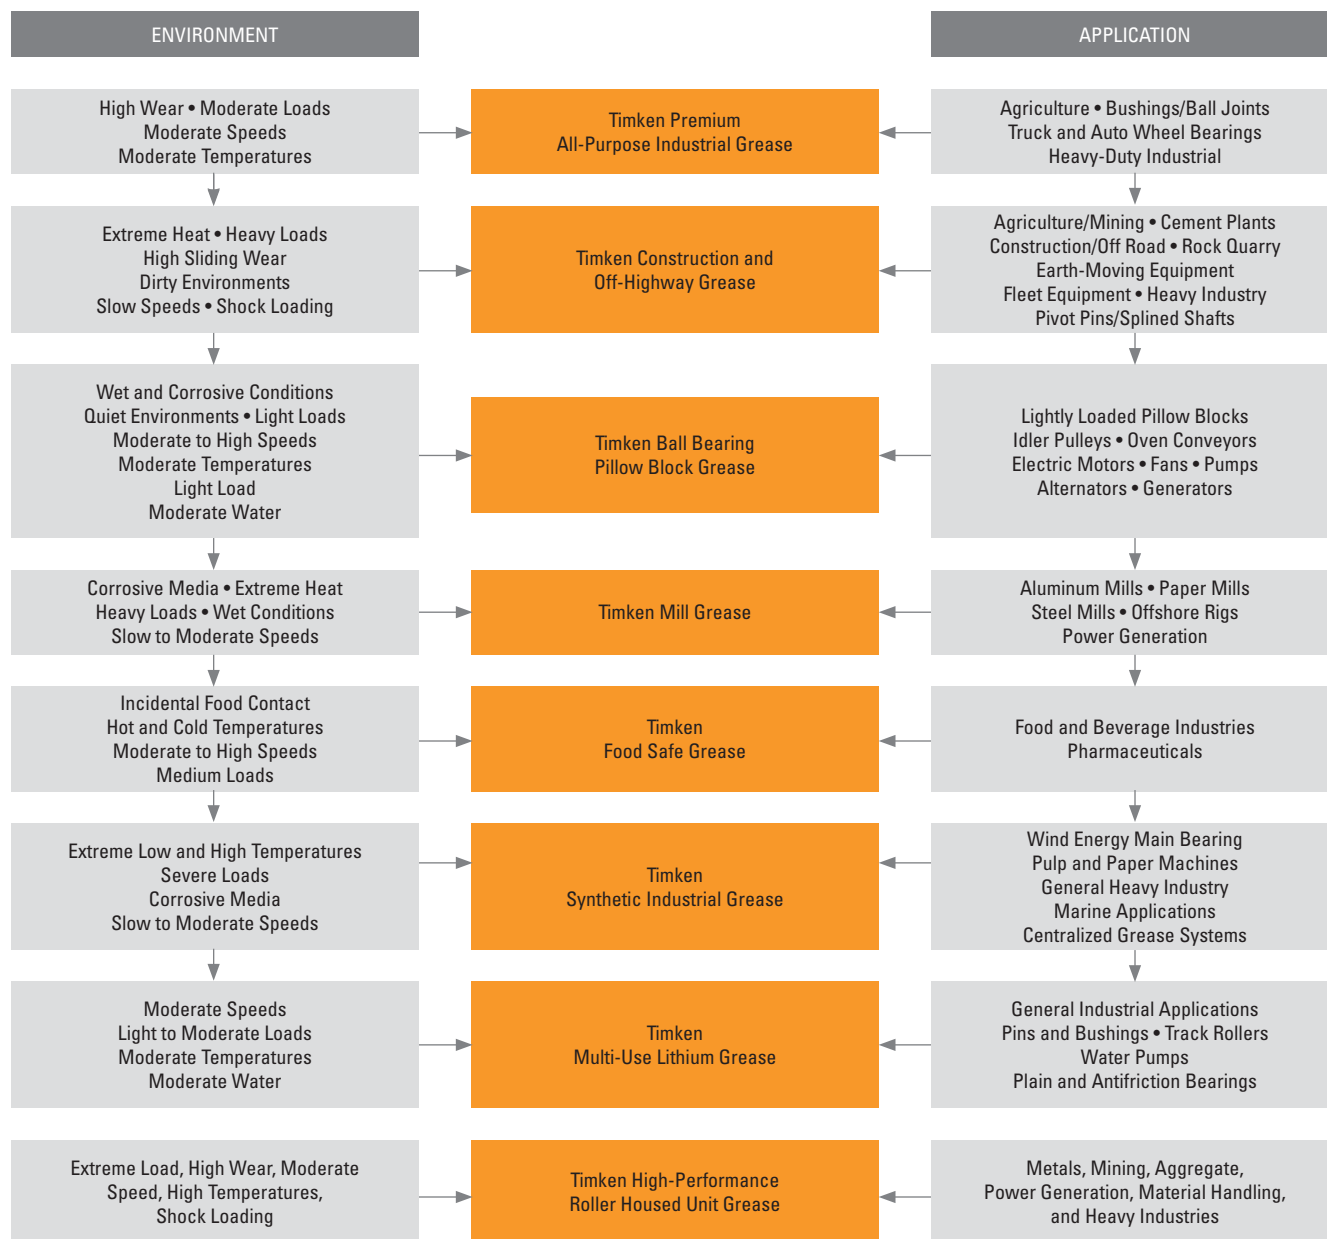 ENVIRONMENT
APPLICATION
High Wear • Moderate Loads
Moderate Speeds
Moderate Temperatures
Timken Premium
All-Purpose Industrial Grease
Agriculture • Bushings/Ball Joints
Truck and Auto Wheel Bearings
Heavy-Duty Industrial
Extreme Heat • Heavy Loads
High Sliding Wear
Dirty Environments
Slow Speeds • Shock Loading
Timken Construction and
Off-Highway Grease
Agriculture/Mining • Cement Plants
Construction/Off Road • Rock Quarry
Earth-Moving Equipment
Fleet Equipment • Heavy Industry
Pivot Pins/Splined Shafts
Wet and Corrosive Conditions
Quiet Environments • Light Loads
Moderate to High Speeds
Moderate Temperatures
Light Load
Moderate Water
Timken Ball Bearing
Pillow Block Grease
Lightly Loaded Pillow Blocks
Idler Pulleys • Oven Conveyors
Electric Motors • Fans • Pumps
Alternators • Generators
Corrosive Media • Extreme Heat
Heavy Loads • Wet Conditions
Slow to Moderate Speeds
Timken Mill Grease
Aluminum Mills • Paper Mills
Steel Mills • Offshore Rigs
Power Generation
Incidental Food Contact
Hot and Cold Temperatures
Moderate to High Speeds
Medium Loads
Timken
Food Safe Grease
Food and Beverage Industries
Pharmaceuticals
Extreme Low and High Temperatures
Severe Loads
Corrosive Media
Slow to Moderate Speeds
Timken
Synthetic Industrial Grease
Wind Energy Main Bearing
Pulp and Paper Machines
General Heavy Industry
Marine Applications
Centralized Grease Systems
Moderate Speeds
Light to Moderate Loads
Moderate Temperatures
Moderate Water
Timken
Multi-Use Lithium Grease
General Industrial Applications
Pins and Bushings • Track Rollers
Water Pumps
Plain and Antifriction Bearings
Extreme Load, High Wear, Moderate
Speed, High Temperatures,
Shock Loading
Timken High-Performance
Roller Housed Unit Grease
Metals, Mining, Aggregate,
Power Generation, Material Handling,
and Heavy Industries